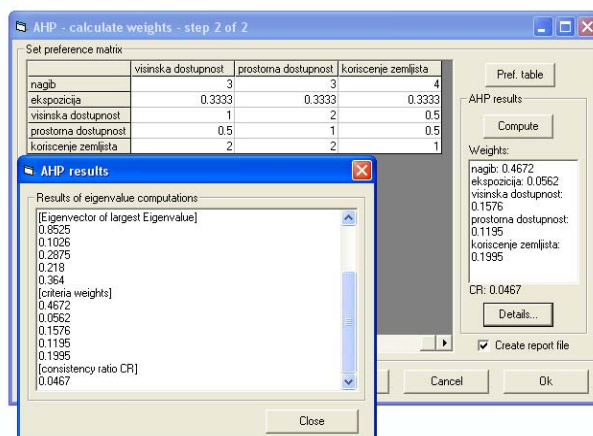 AHP - calculate weights - step 2 of 2
Set preference matrix
visinska dostupnost prostorna dostupnost koriscenje zemljista
nagib 3 3 4
ekspozicija 0.3333 0.3333 0.3333
visinska dostupnost 1 2 0.5
prostorna dostupnost 0.5 1 0.5
koriscenje zemljista 2 2 1
Pref. table
AHP results
Compute
Weights:
nagib: 0.4672
ekspozicija: 0.0562
visinska dostupnost:
0.1576
prostorna dostupnost:
0.1195
koriscenje zemljista:
0.1995
CR: 0.0467
Details...
Create report file
Cancel
Ok
AHP results
Results of eigenvalue computations
[Eigenvector of largest Eigenvalue]
0.8525
0.1026
0.2875
0.218
0.364
[criteria weights]
0.4672
0.0562
0.1576
0.1195
0.1995
[consistency ratio CR]
0.0467
Close